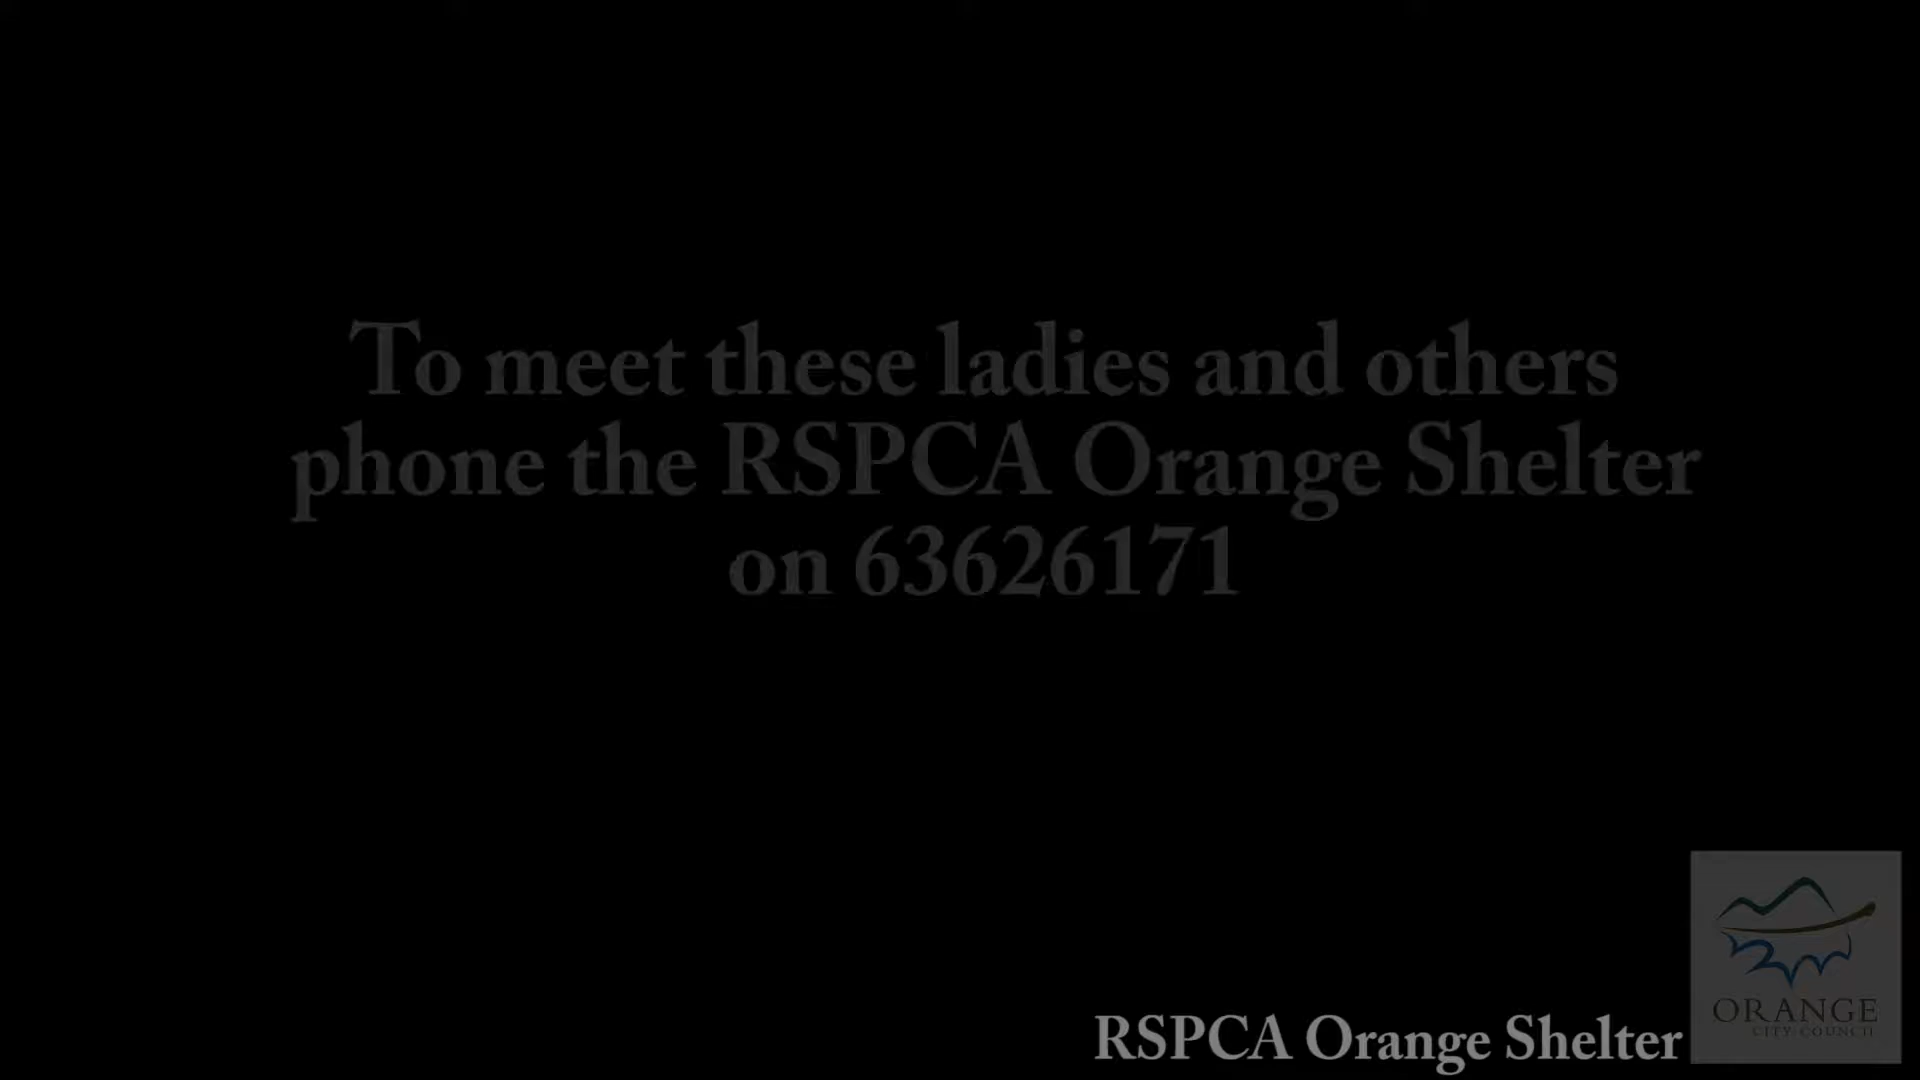 To meet these ladies and others
phone the RSPCA Orange Shelter
on 63626171
RSPCA Orange Shelter
ORANGE
CITY COUNCIL